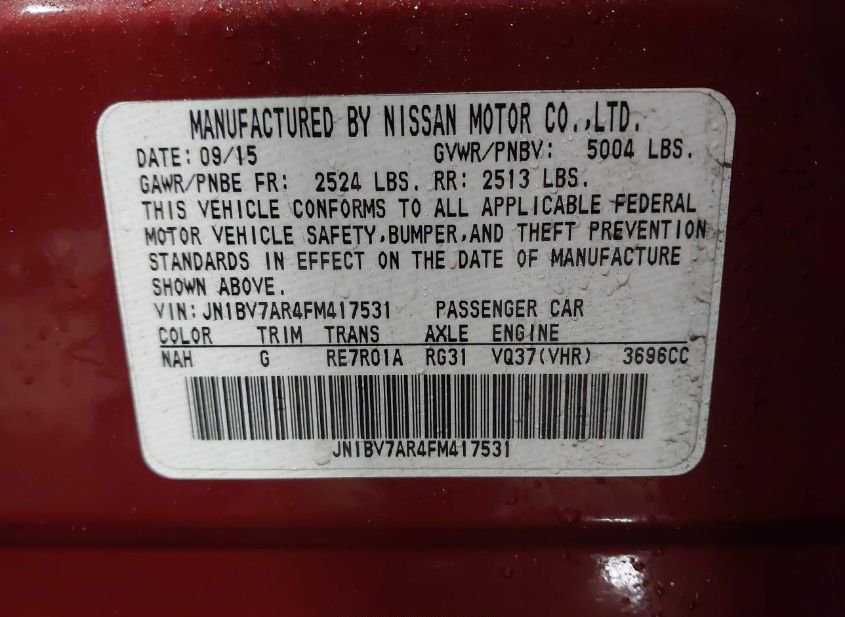 MANUFACTURED BY NISSAN MOTOR CO.,LTD.
DATE: 09/15 GVWR/PNBV: 5004 LBS.
GAWR/PNBE FR: 2524 LBS. RR: 2513 LBS.
THIS VEHICLE CONFORMS TO ALL APPLICABLE FEDERAL
MOTOR VEHICLE SAFETY,BUMPER,AND THEFT PREVENTION
STANDARDS IN EFFECT ON THE DATE OF MANUFACTURE
SHOWN ABOVE.
VIN:JN1BV7AR4FM417531 PASSENGER CAR
COLOR TRIM TRANS AXLE ENGINE
NAH G RE7R01A RG31 VQ37(VHR) 3696CC
JN1BV7AR4FM417531